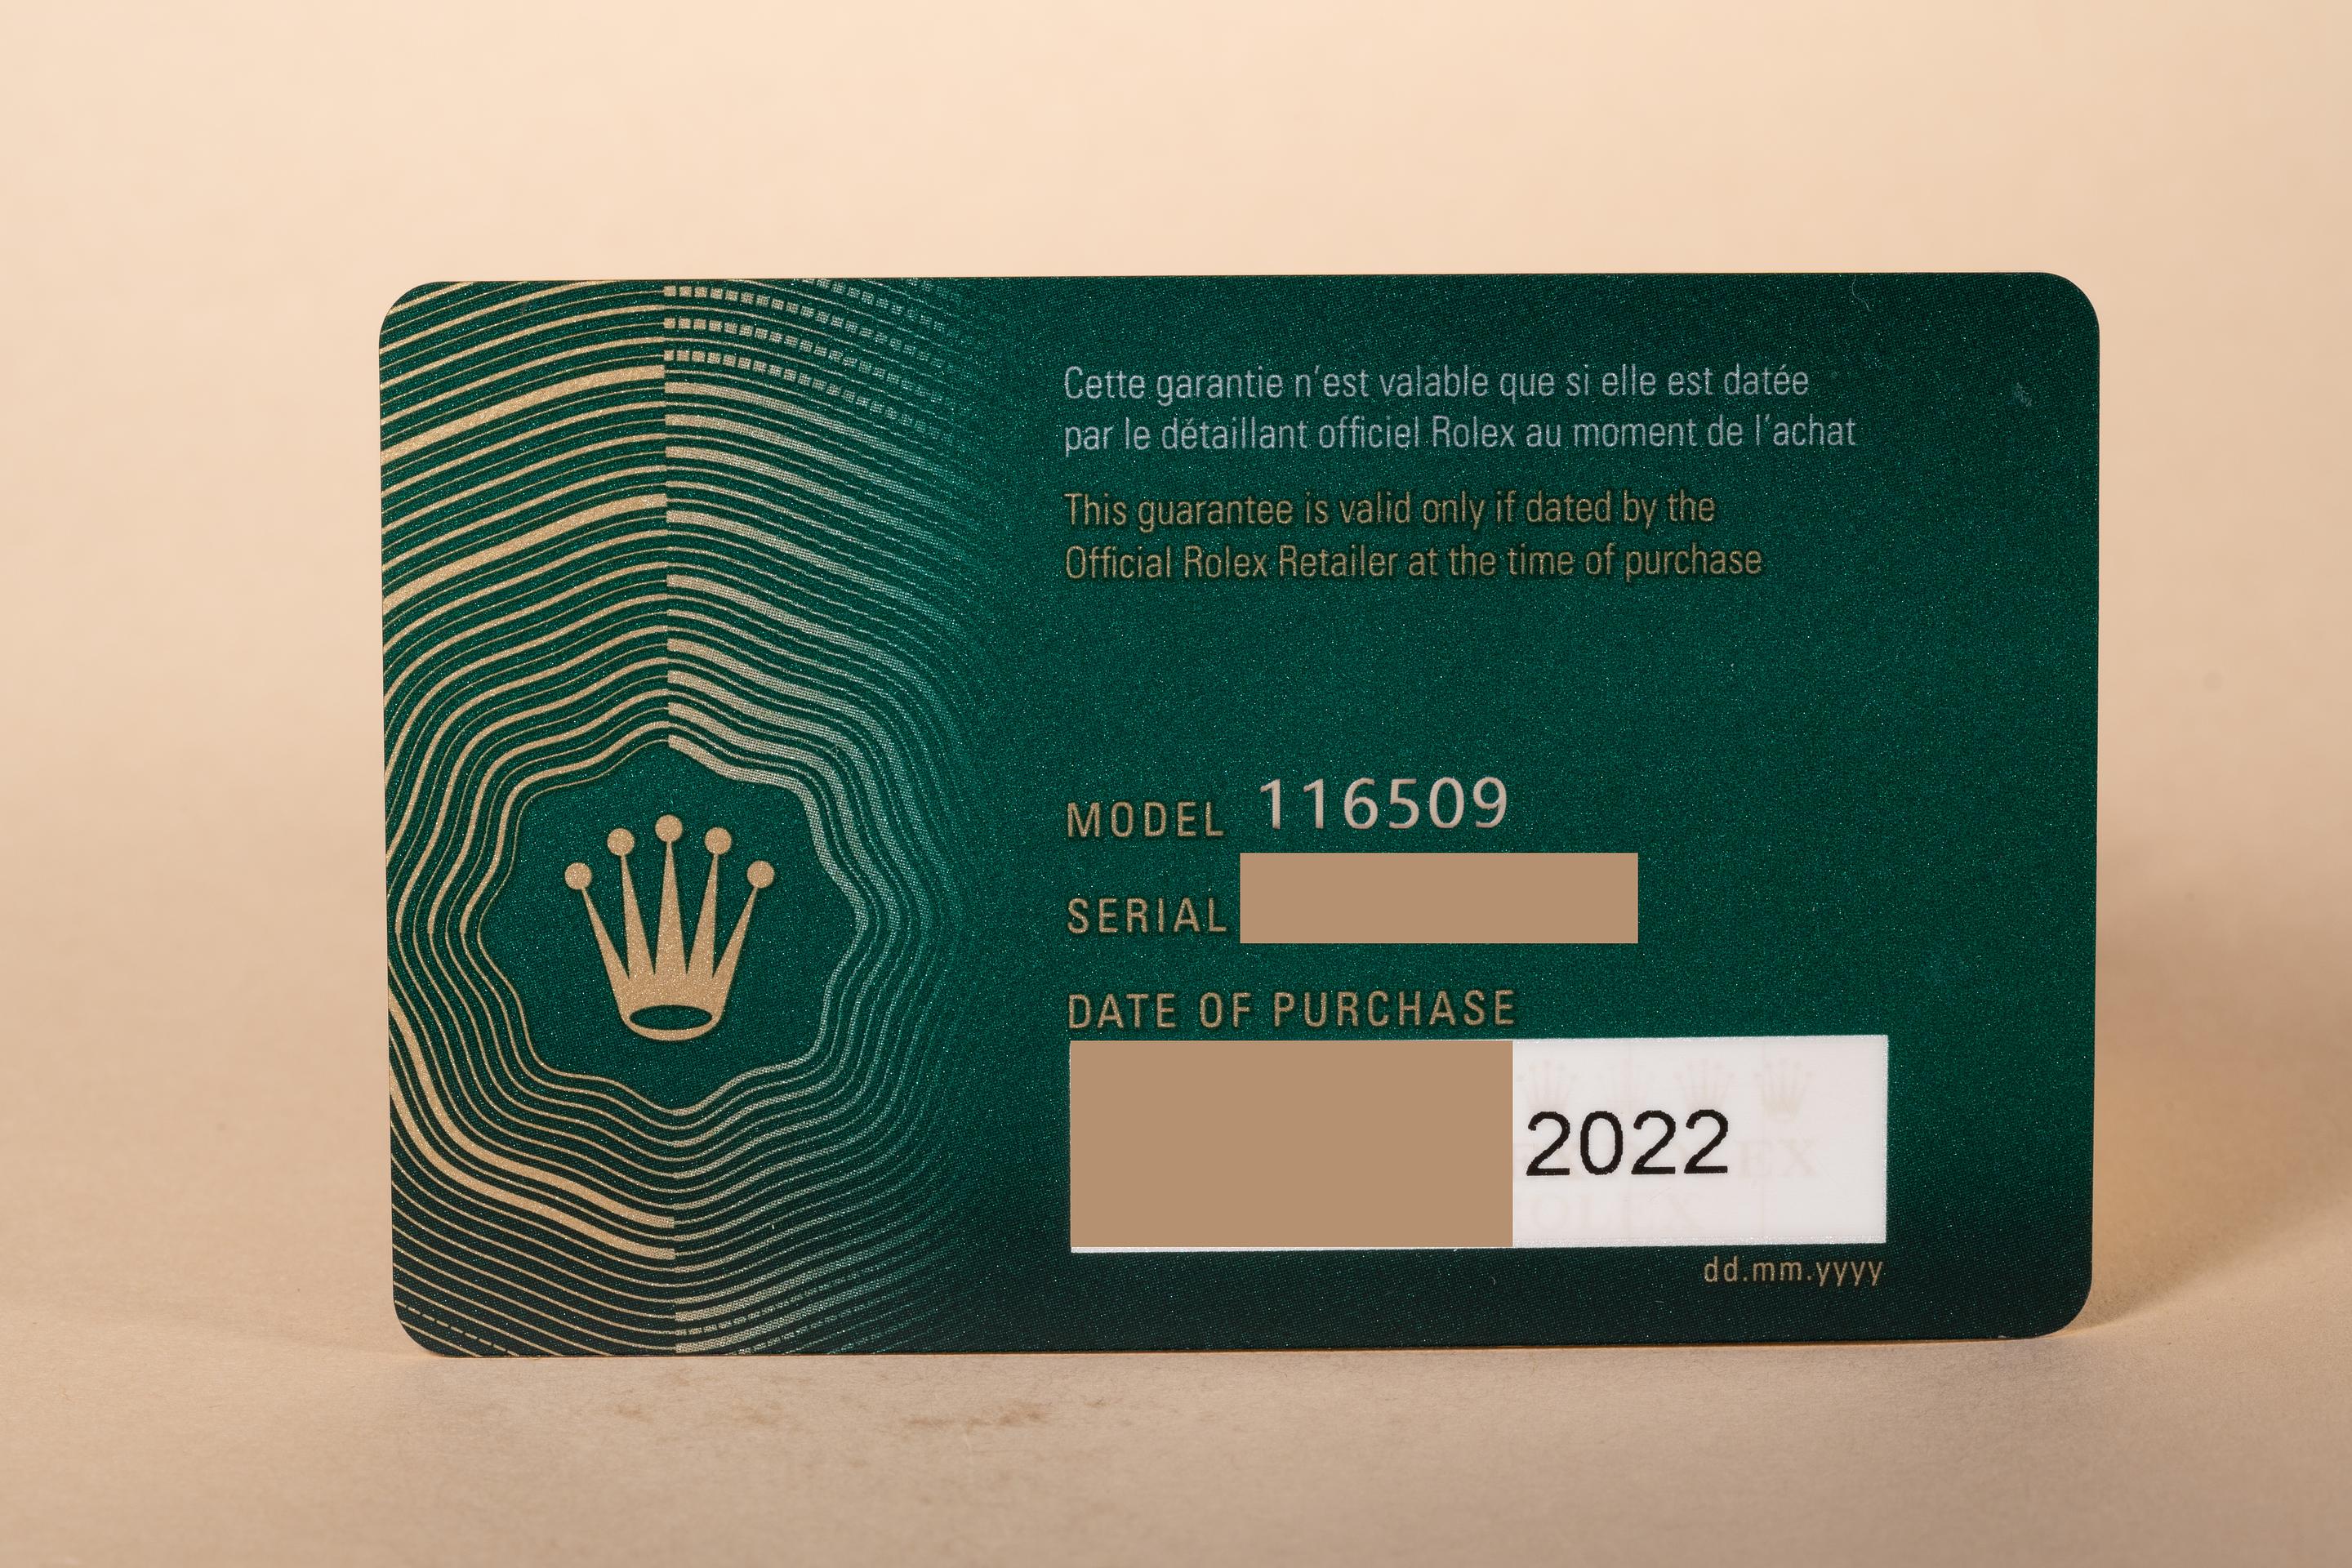 Cette garantie n'est valable que si elle est datée
par le détaillant officiel Rolex au moment de l'achat
This guarantee is valid only if dated by the
Official Rolex Retailer at the time of purchase
MODEL 116509
SERIAL
DATE OF PURCHASE
2022
dd.mm.yyyy